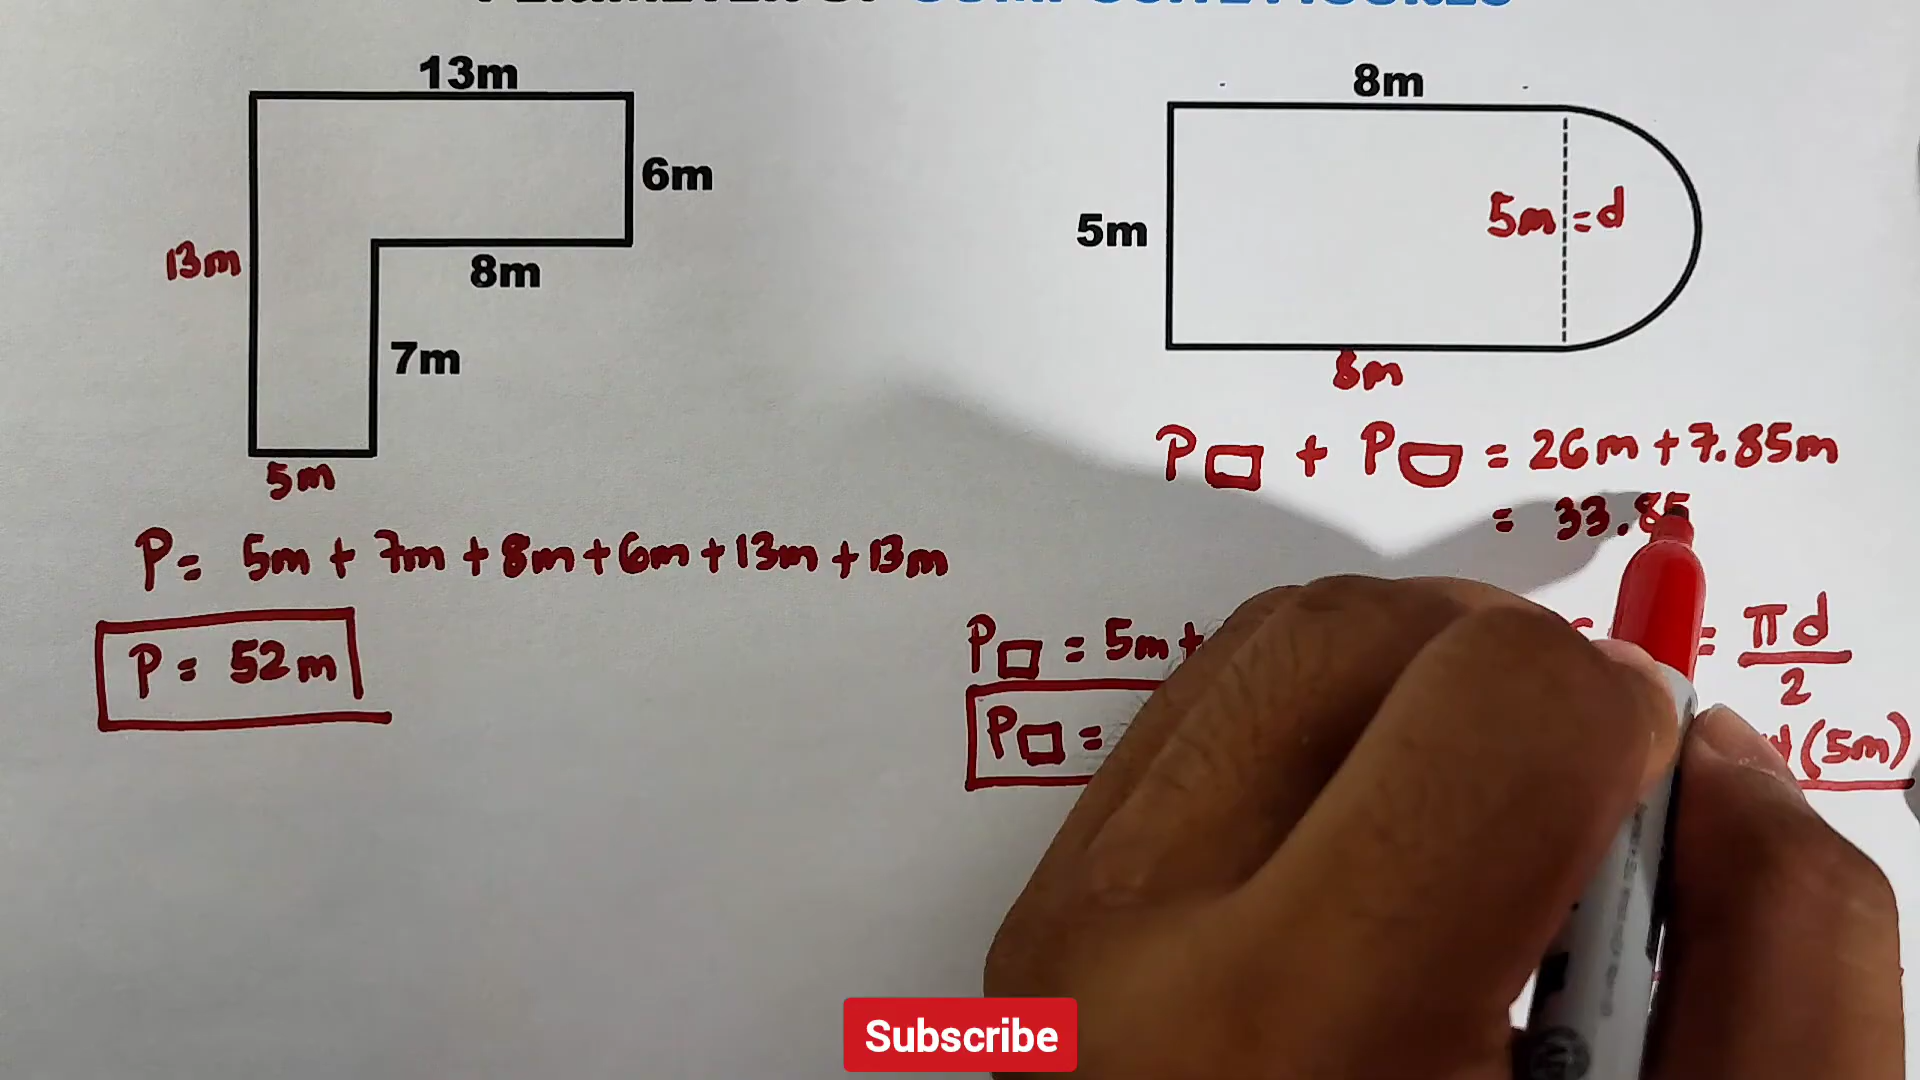 13m
6m
13m
8m
7m
5m
P= 5m + 7m + 8m + 6m + 13m + 13m
P= 52m
8m
5m
5m = d
8m
P + P = 26m + 7.85m
= 33.85
P = 5m +
= πd
2
P =
(5m)
Subscribe